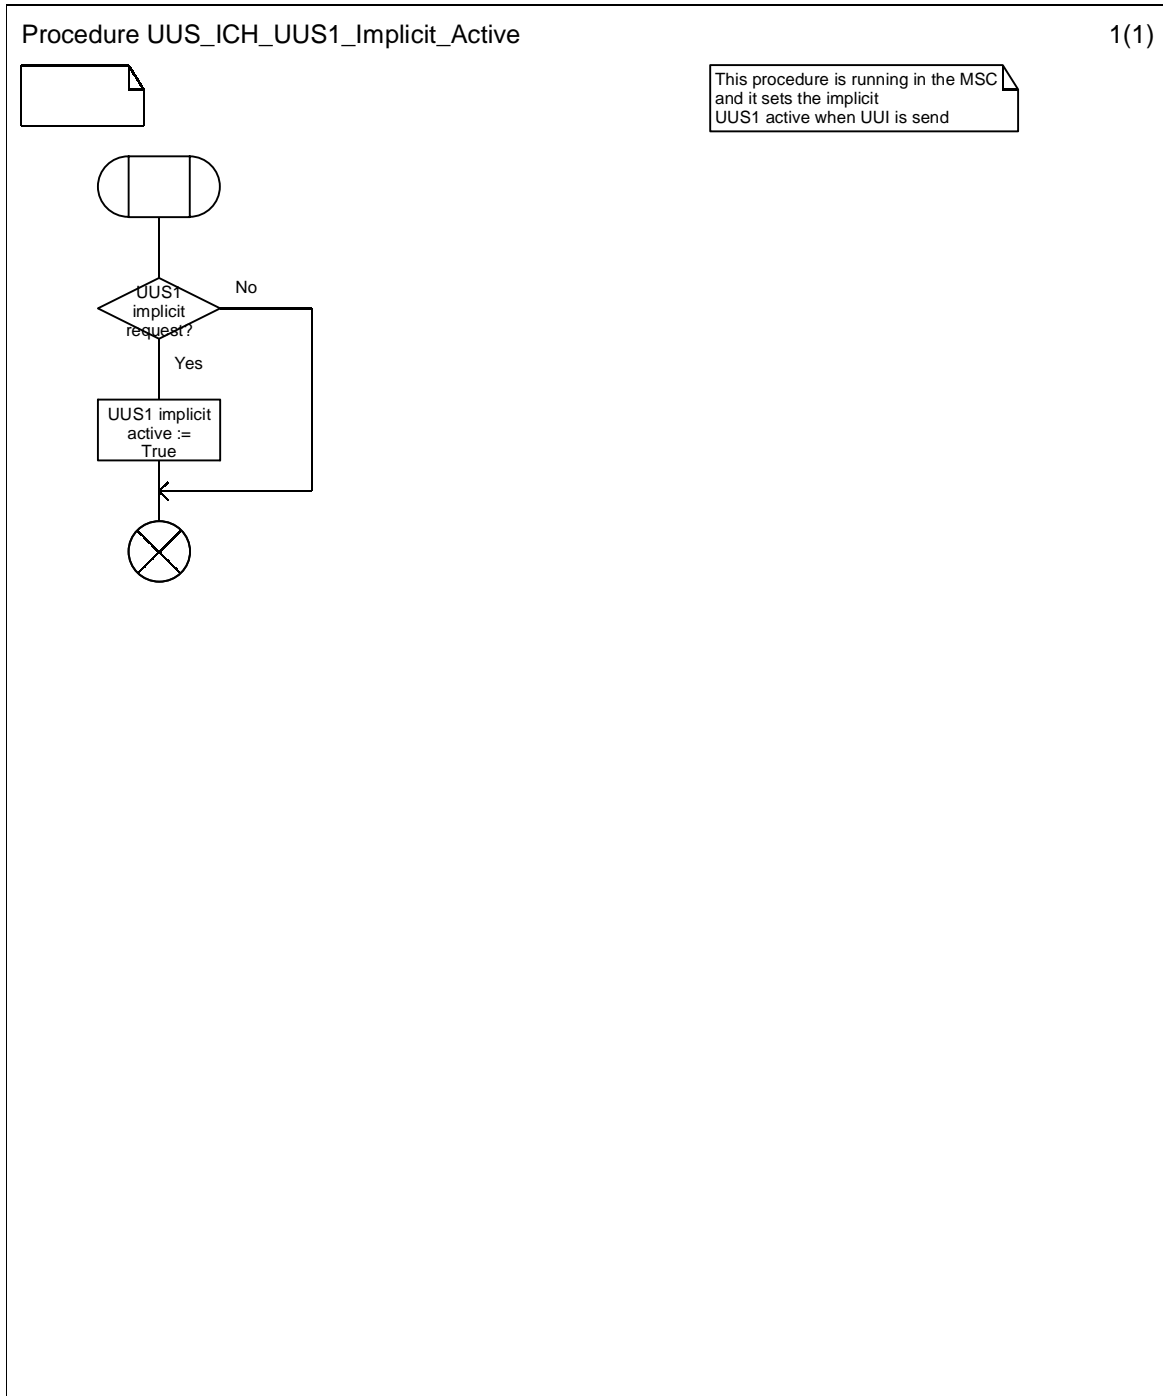 Procedure UUS_ICH_UUS1_Implicit_Active
1(1)
This procedure is running in the MSC
and it sets the implicit
UUS1 active when UUI is send
UUS1
implicit
request?
No
Yes
UUS1 implicit
active :=
True